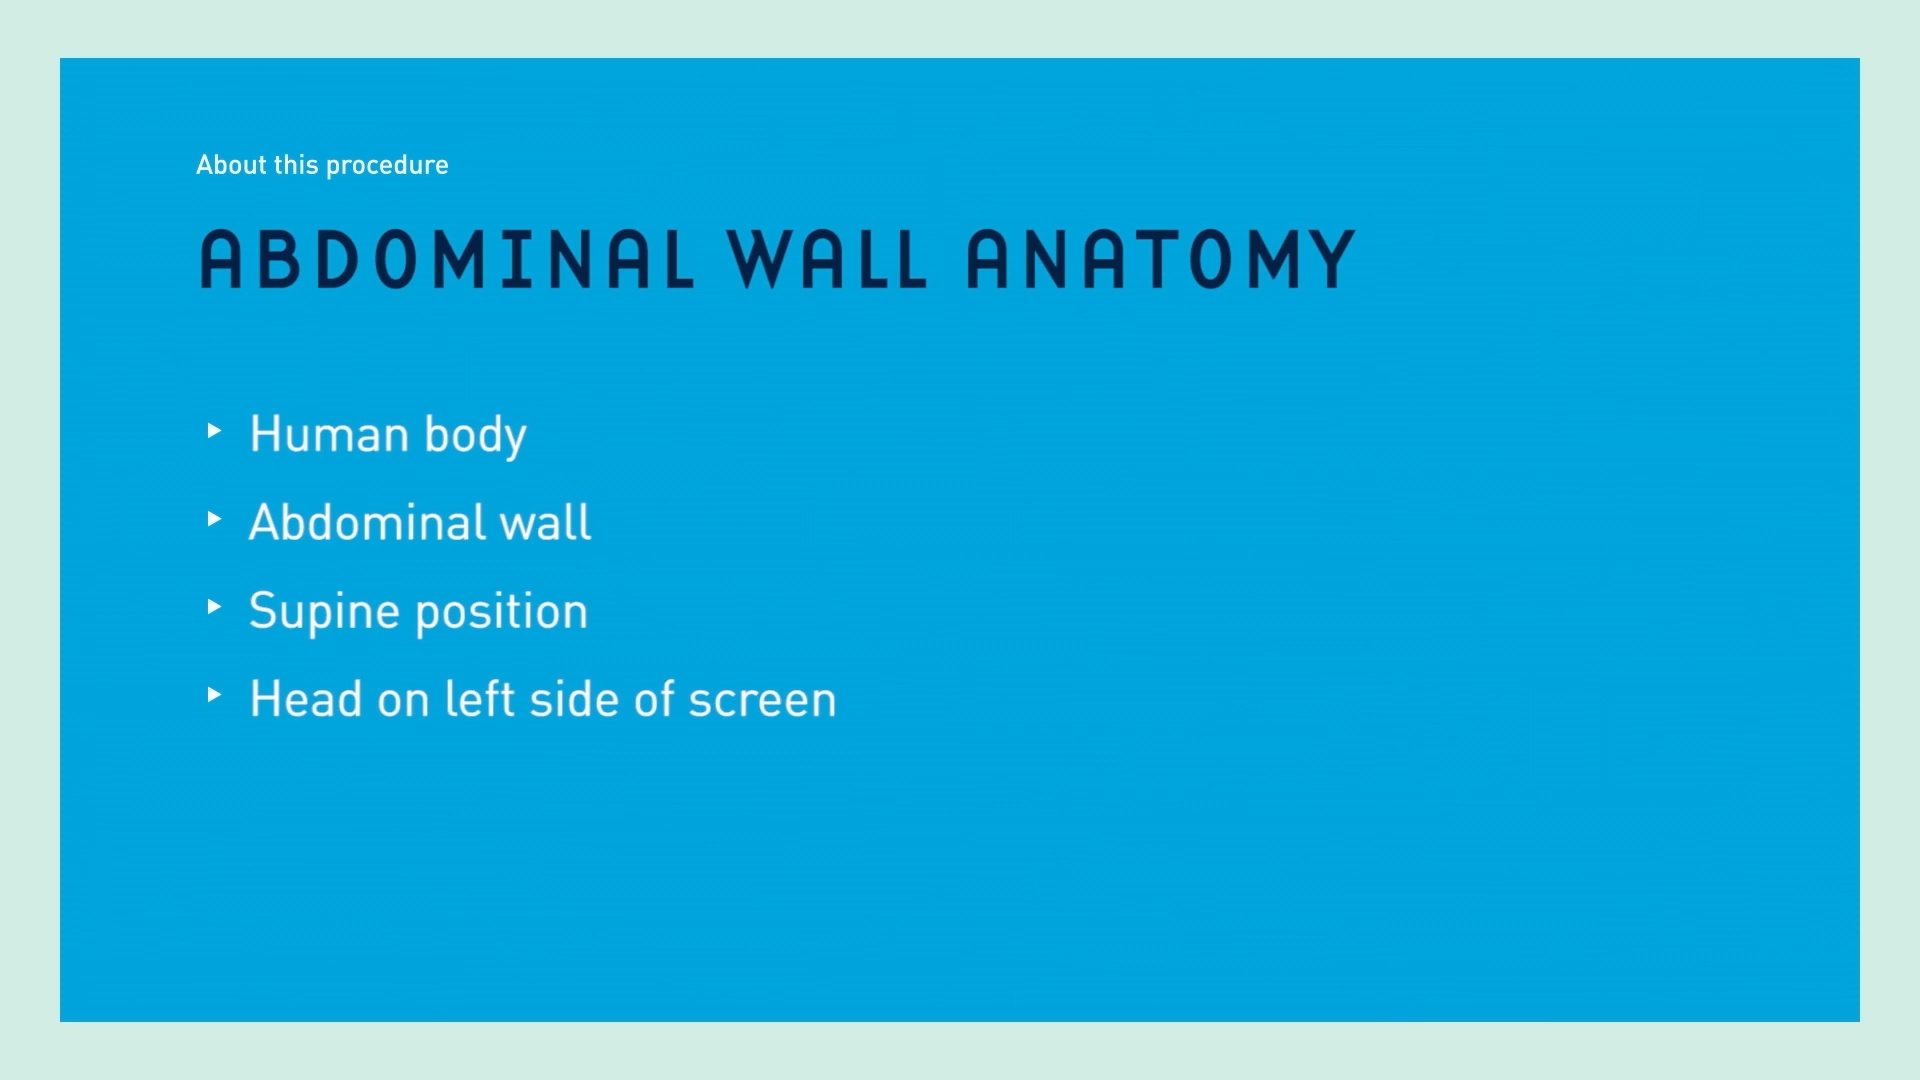 About this procedure
ABDOMINAL WALL ANATOMY
Human body
Abdominal wall
Supine position
Head on left side of screen